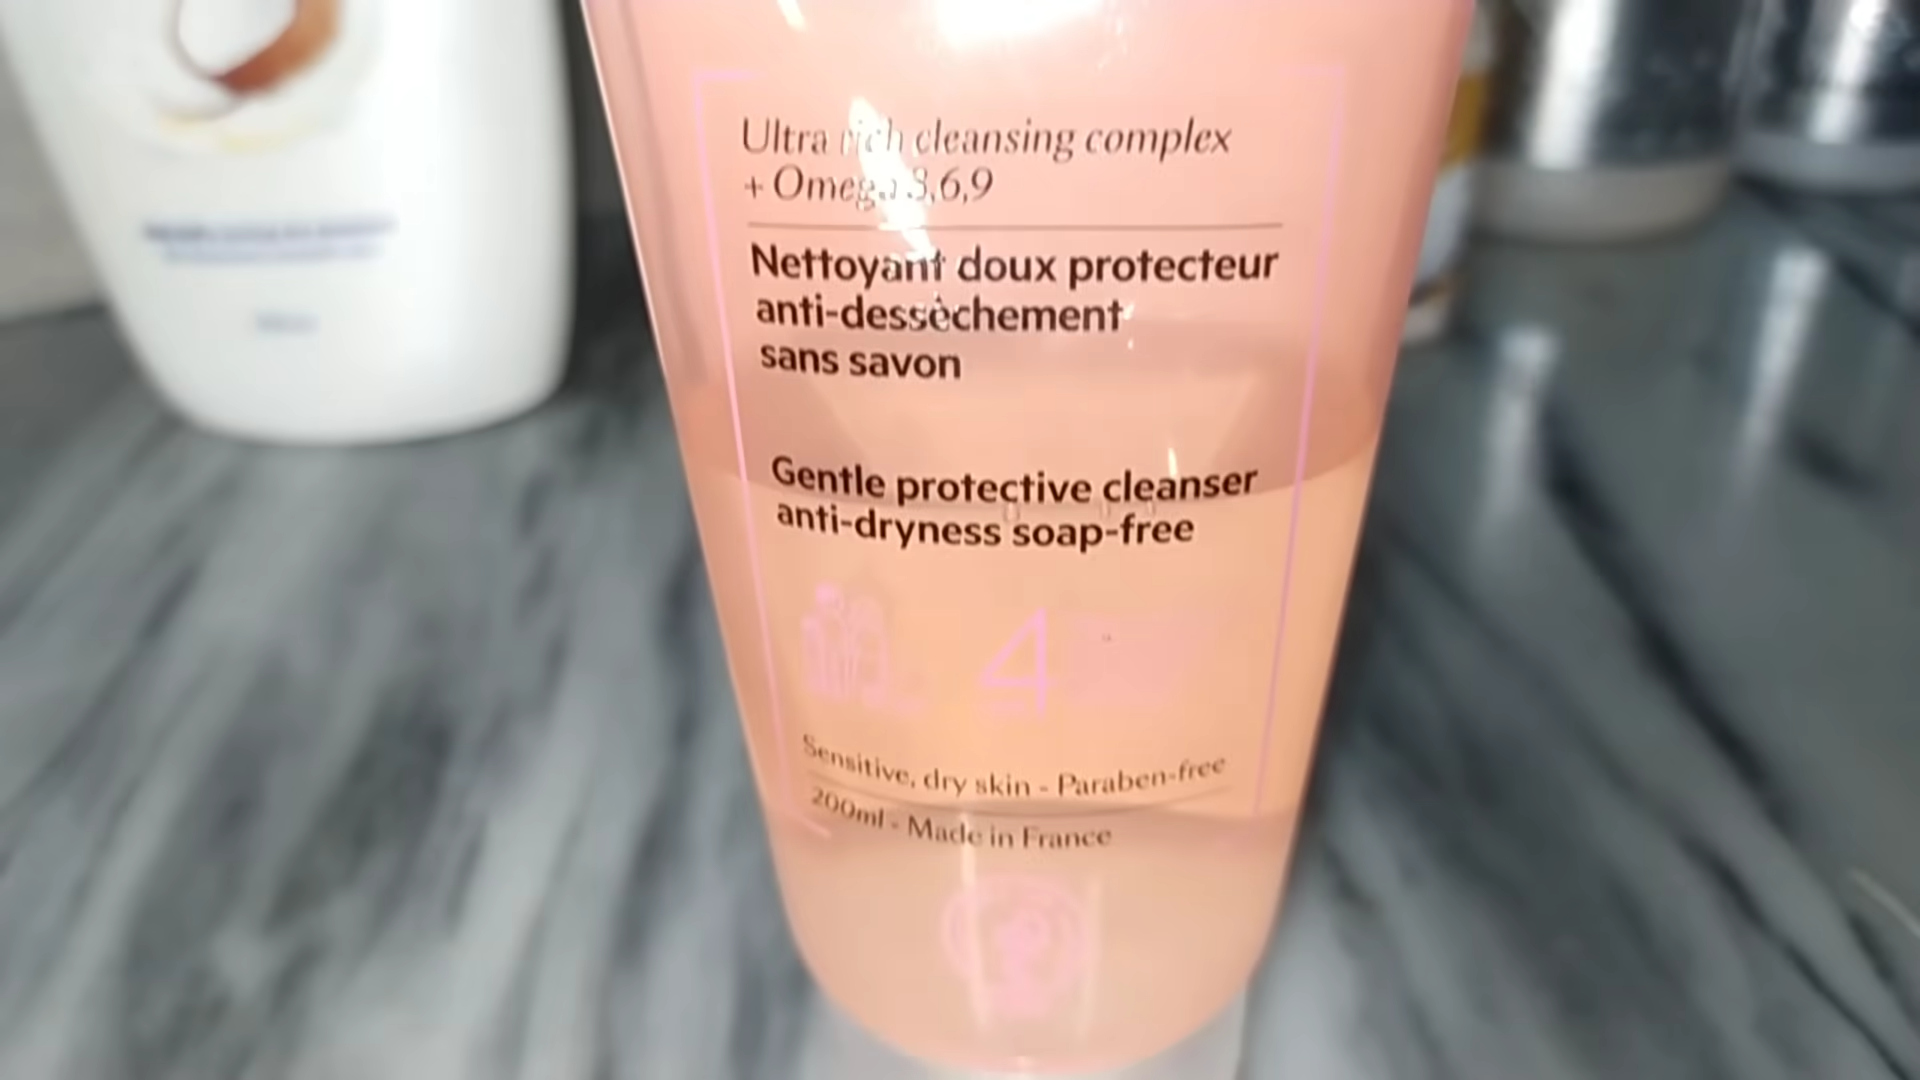 Ultra rich cleansing complex
+ Omega 3,6,9
Nettoyant doux protecteur
anti-dessèchement
sans savon
Gentle protective cleanser
anti-dryness soap-free
4
Sensitive, dry skin - Paraben-free
200ml - Made in France